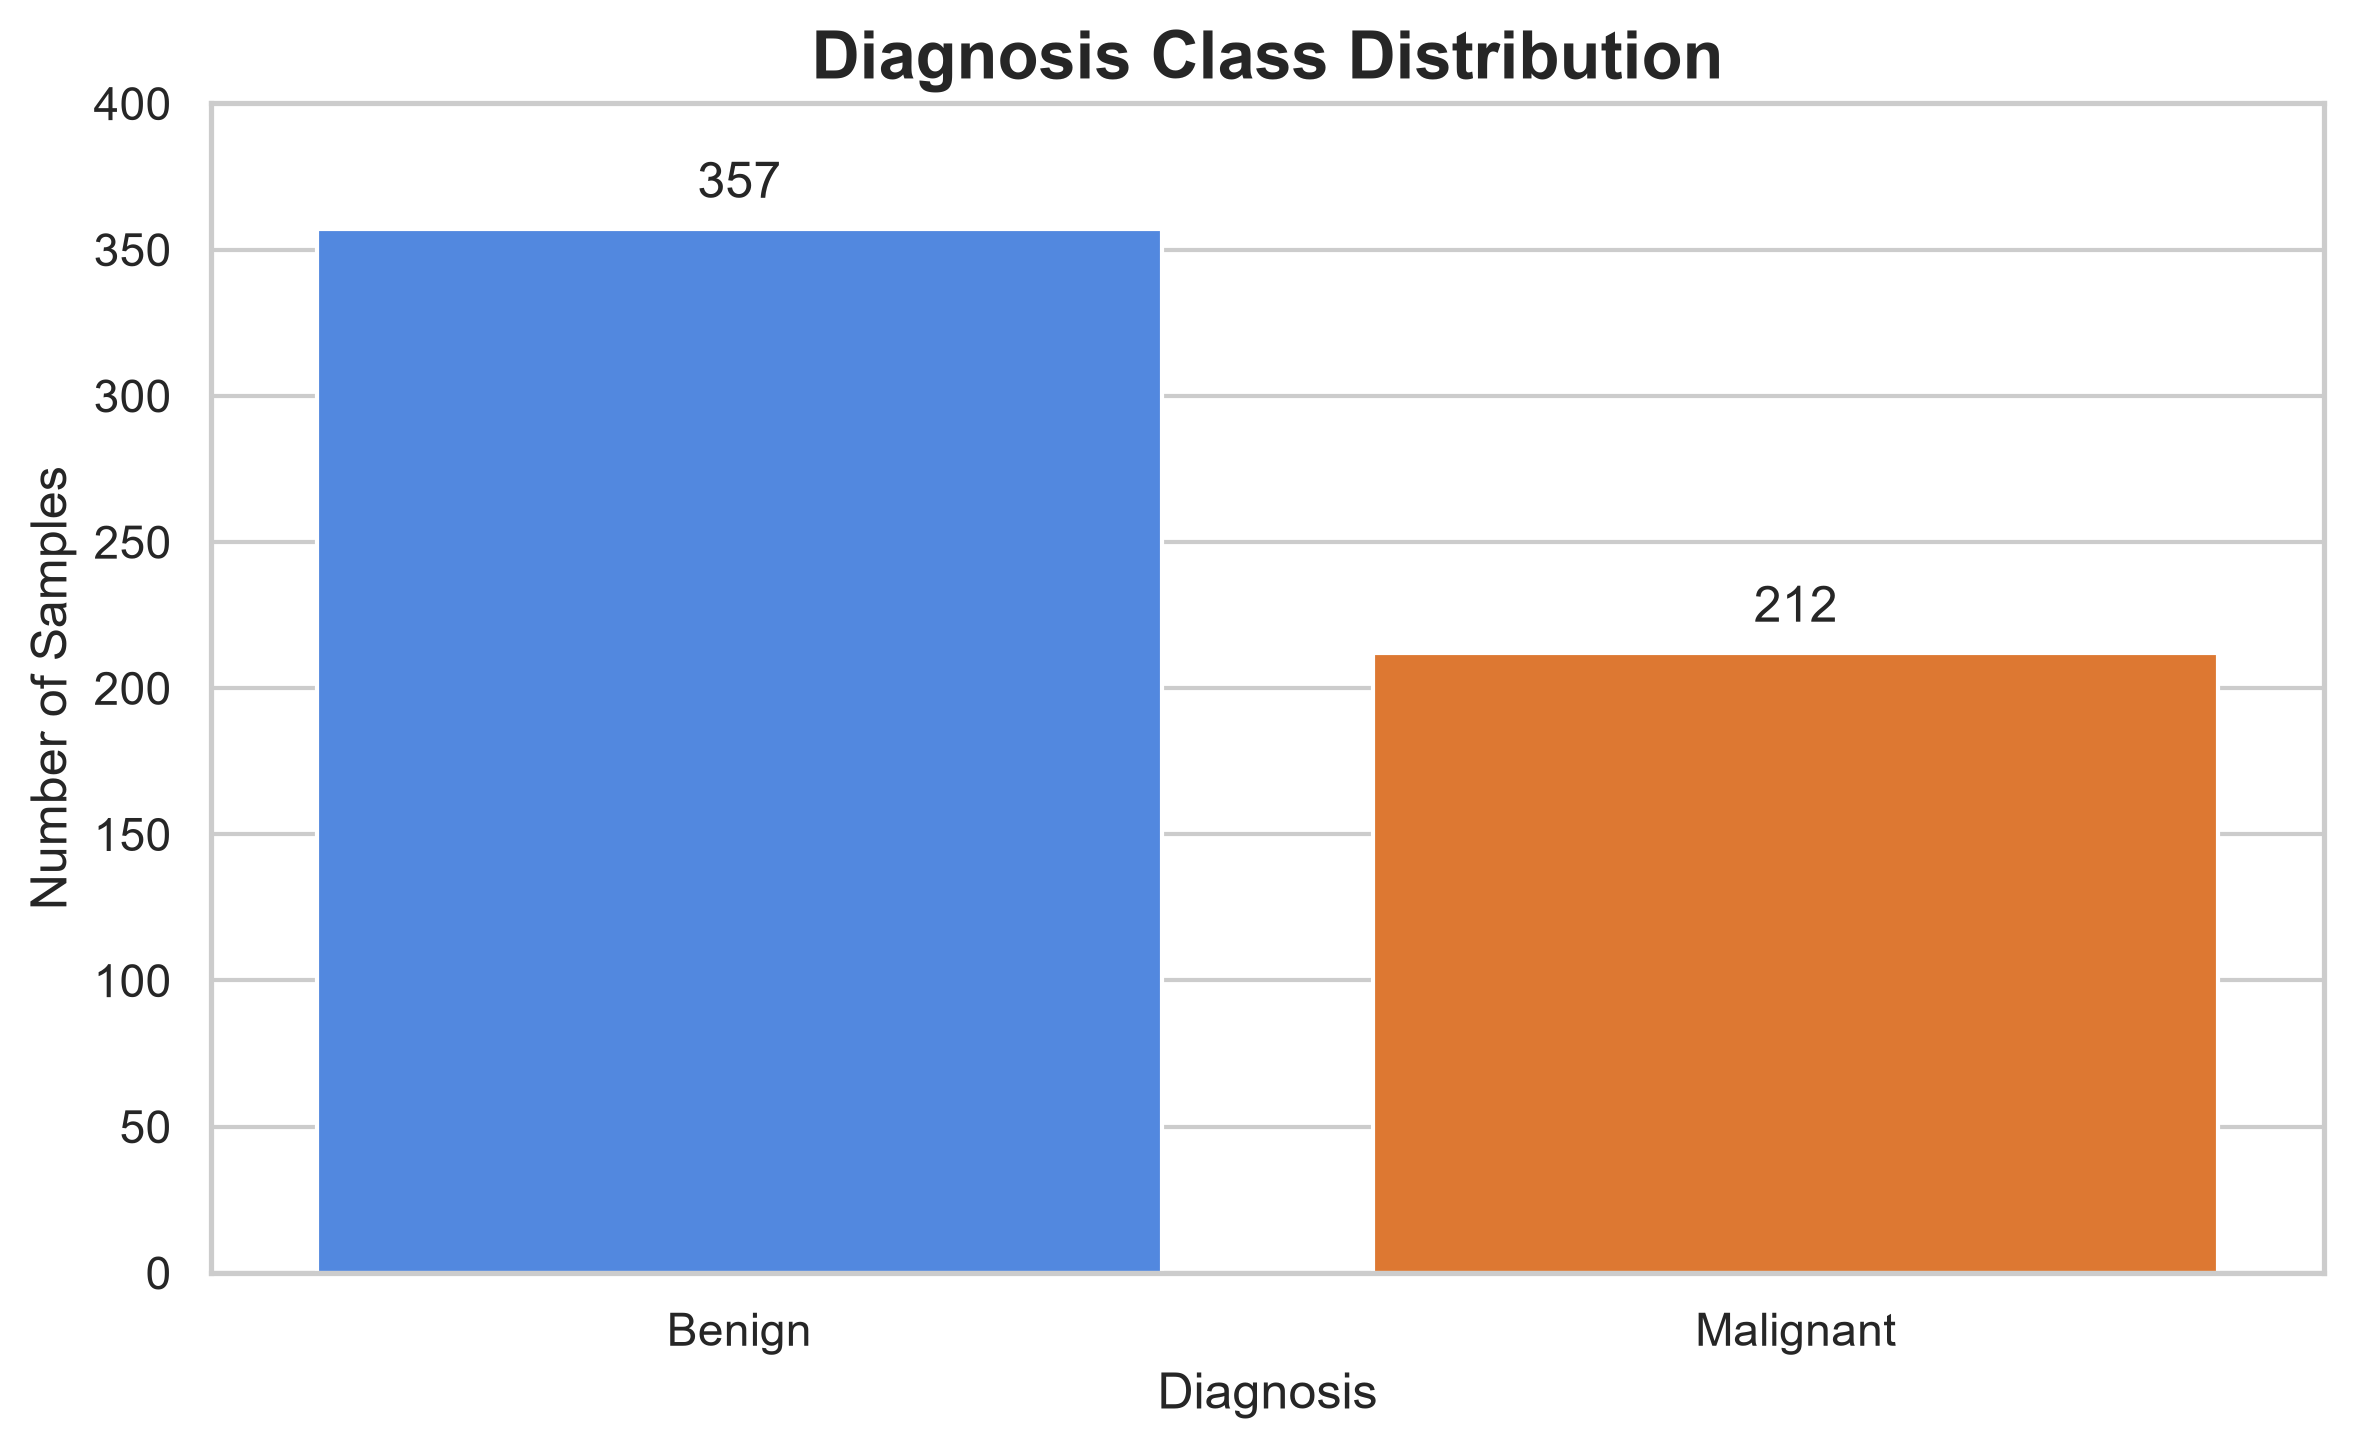 Diagnosis Class Distribution
400
350
300
250
200
150
100
50
0
Number of Samples
357
212
Benign
Malignant
Diagnosis